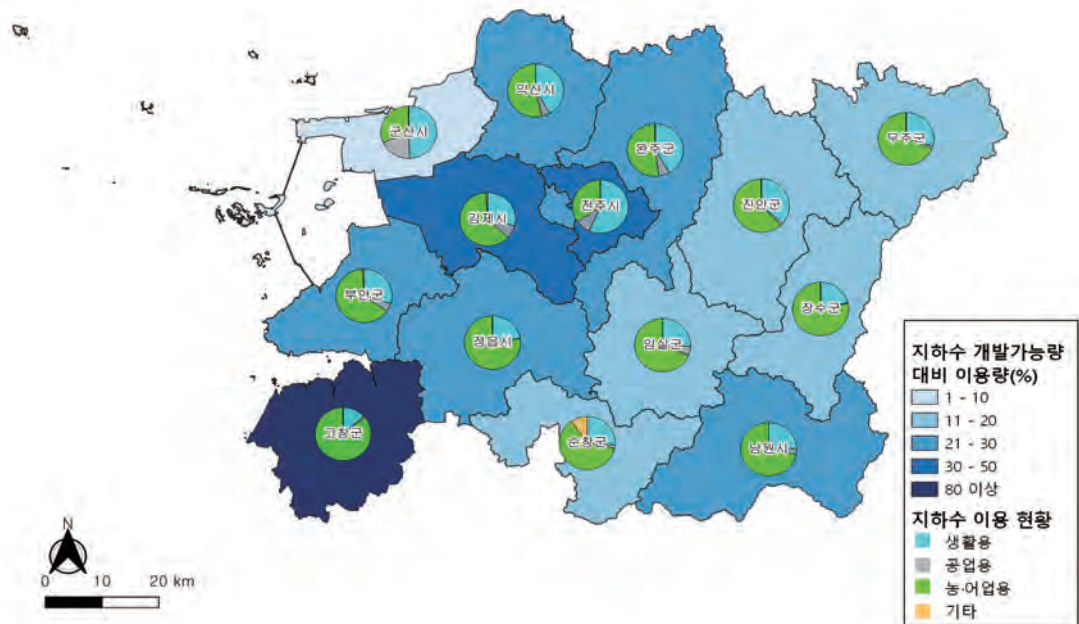 익산시
군산시
완주군
무주군
전주시
김제시
진안군
부안군
장수군
정읍시
임실군
고창군
순창군
남원시
지하수 개발가능량
대비 이용량(%)
1 - 10
11 - 20
21 - 30
30 - 50
80 이상
지하수 이용 현황
생활용
공업용
농·어업용
기타
N
0 10 20 km